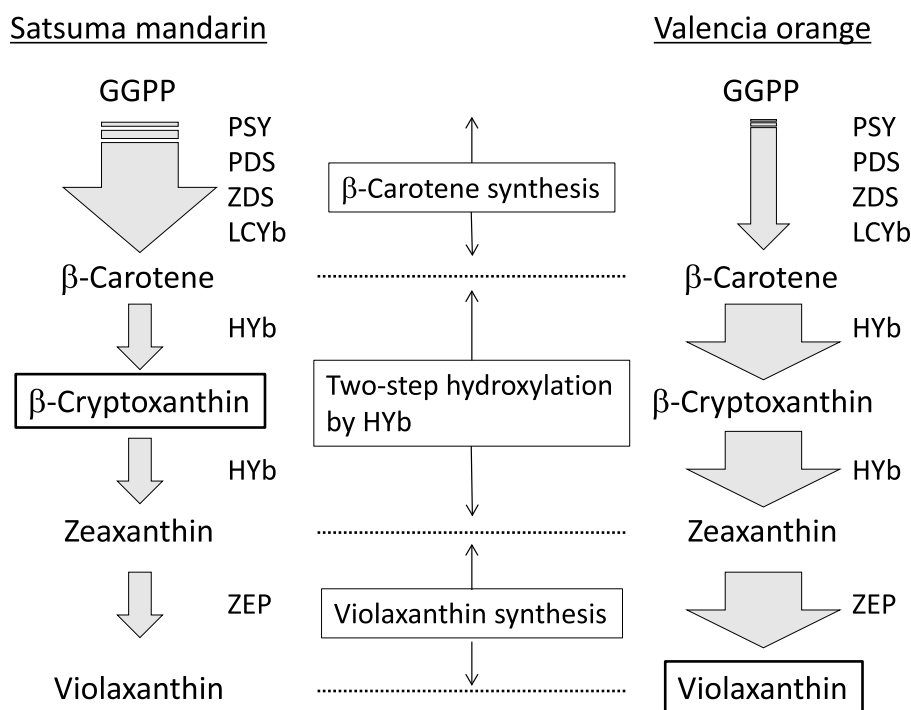 Satsuma mandarin
GGPP
PSY
PDS
ZDS
LCYb
β-Carotene
HYb
β-Cryptoxanthin
HYb
Zeaxanthin
ZEP
Violaxanthin
β-Carotene synthesis
Two-step hydroxylation
by HYb
Violaxanthin synthesis
Valencia orange
GGPP
PSY
PDS
ZDS
LCYb
β-Carotene
HYb
β-Cryptoxanthin
HYb
Zeaxanthin
ZEP
Violaxanthin